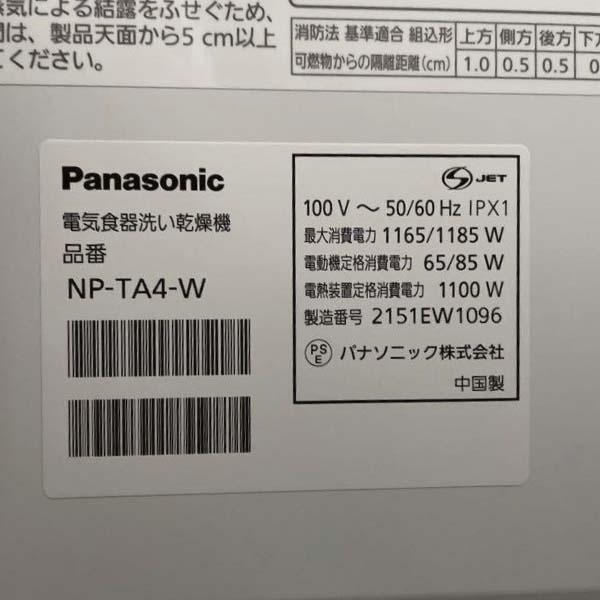 気による結露をふせぐため、
間は、製品天面から5 cm以上
ください。
消防法 基準適合 組込形 上方 側方 後方
可燃物からの隔離距離(cm) 1.0 0.5 0.5
Panasonic
電気食器洗い乾燥機
品番
NP-TA4-W
S JET
100 V ～ 50/60 Hz IPX1
最大消費電力 1165/1185 W
電動機定格消費電力 65/85 W
電熱装置定格消費電力 1100 W
製造番号 2151EW1096
PSE パナソニック株式会社
中国製